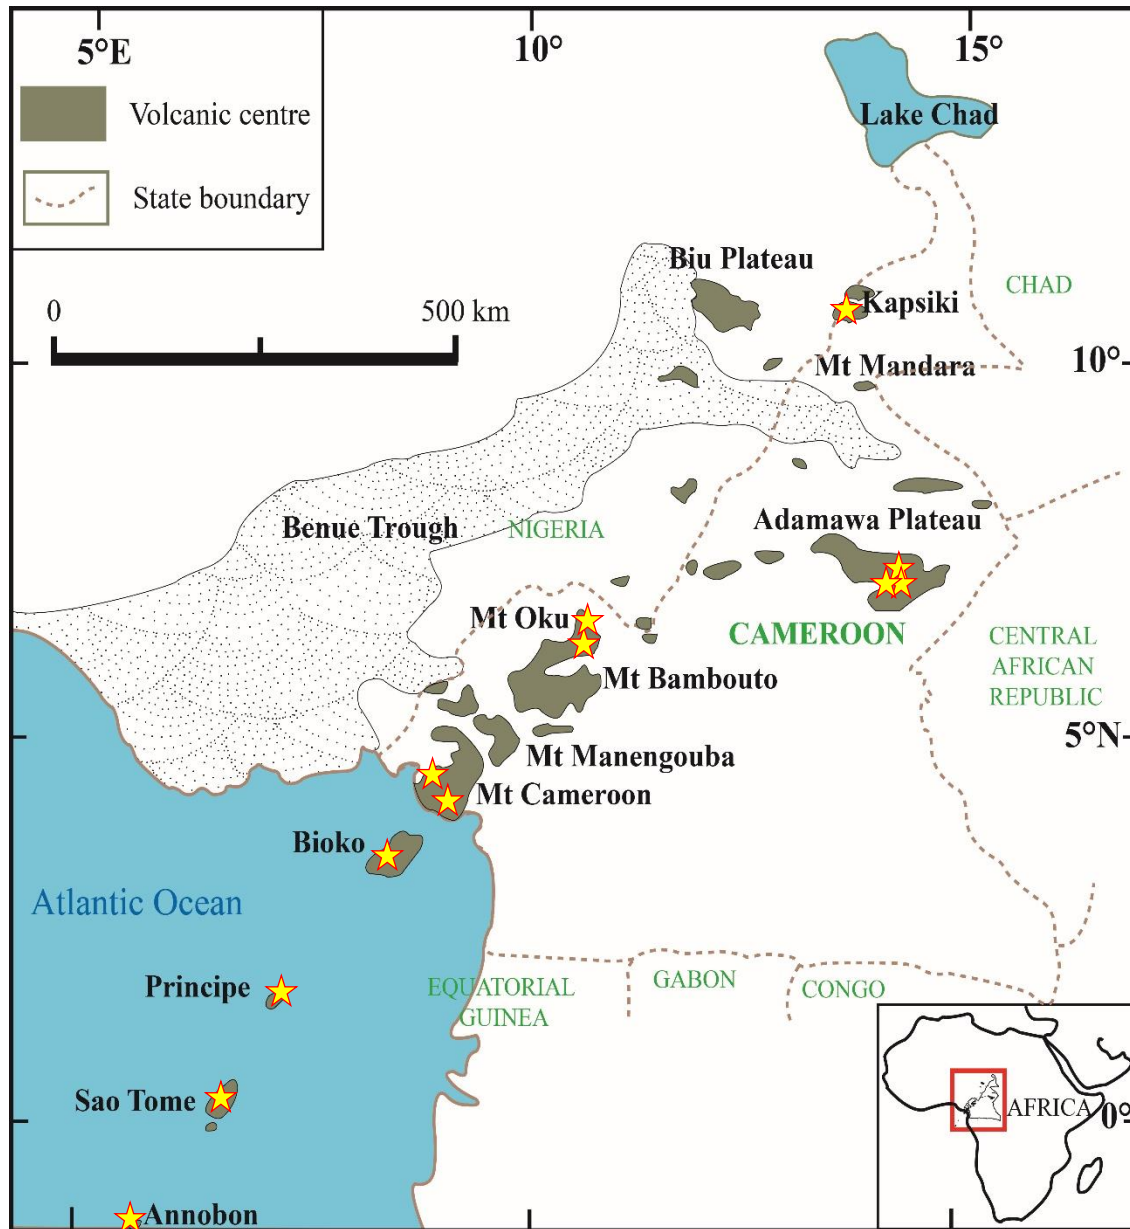 5°E
10°
15°
Volcanic centre
State boundary
Lake Chad
Biu Plateau
CHAD
0
500 km
Kapsiki
Mt Mandara
10°
Benue Trough
NIGERIA
Adamawa Plateau
Mt Oku
CAMEROON
CENTRAL
AFRICAN
REPUBLIC
Mt Bambouto
5°N
Mt Manengouba
Mt Cameroon
Bioko
Atlantic Ocean
Principe
EQUATORIAL
GUINEA
GABON
CONGO
Sao Tome
AFRICA
0°
Annobon